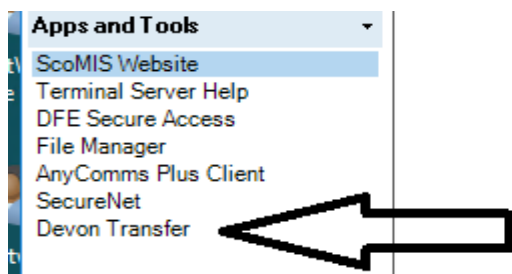 Apps and Tools
ScoMIS Website
Terminal Server Help
DFE Secure Access
File Manager
AnyComms Plus Client
SecureNet
Devon Transfer